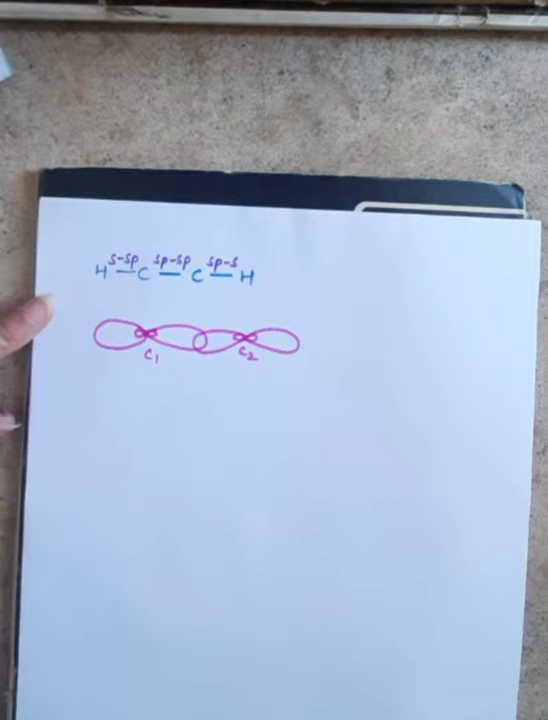 s-sp sp-sp sp-s
H — C — C — H
C1 C2